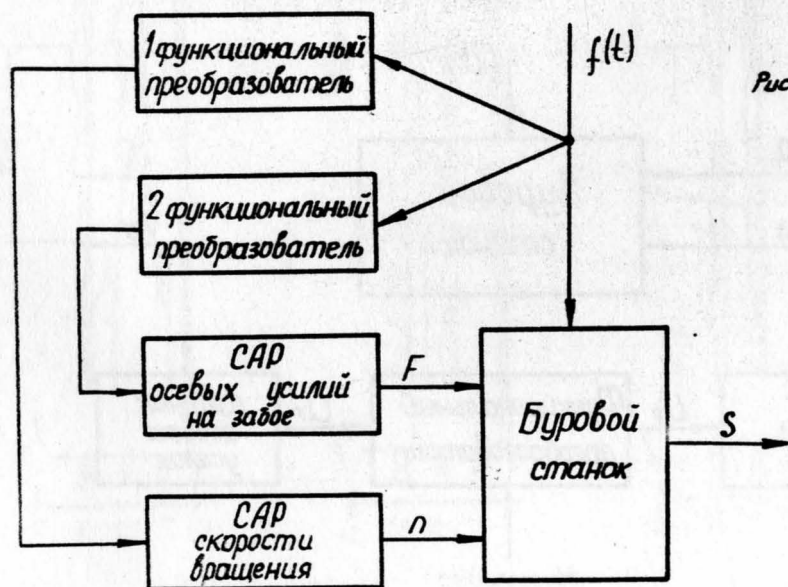 1 функциональный
преобразователь
f(t)
Рис
2 функциональный
преобразователь
САР
осевых усилий
на забое
F
Буровой
станок
S
САР
скорости
вращения
n